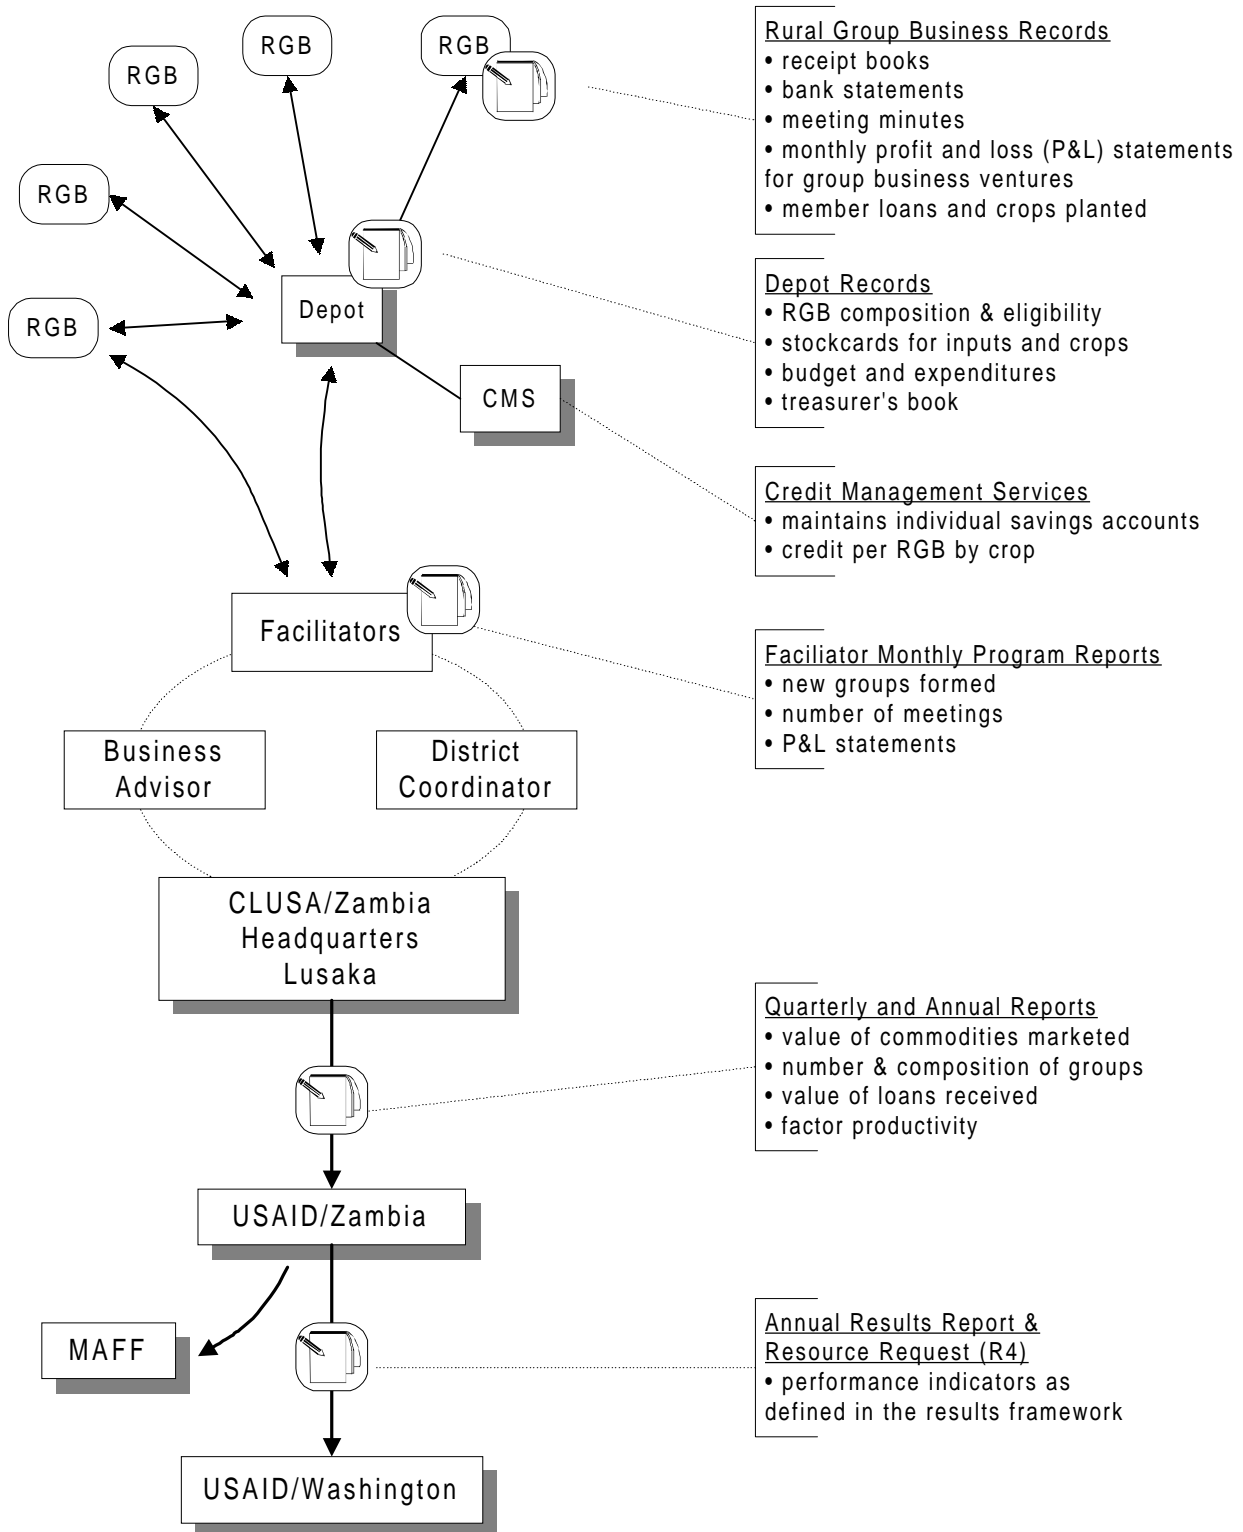 RGB
RGB
RGB
RGB
RGB
Depot
CMS
Facilitators
Business
Advisor
District
Coordinator
CLUSA/Zambia
Headquarters
Lusaka
USAID/Zambia
MAFF
USAID/Washington
Rural Group Business Records
• receipt books
• bank statements
• meeting minutes
• monthly profit and loss (P&L) statements
for group business ventures
• member loans and crops planted
Depot Records
• RGB composition & eligibility
• stockcards for inputs and crops
• budget and expenditures
• treasurer's book
Credit Management Services
• maintains individual savings accounts
• credit per RGB by crop
Faciliator Monthly Program Reports
• new groups formed
• number of meetings
• P&L statements
Quarterly and Annual Reports
• value of commodities marketed
• number & composition of groups
• value of loans received
• factor productivity
Annual Results Report &
Resource Request (R4)
• performance indicators as
defined in the results framework